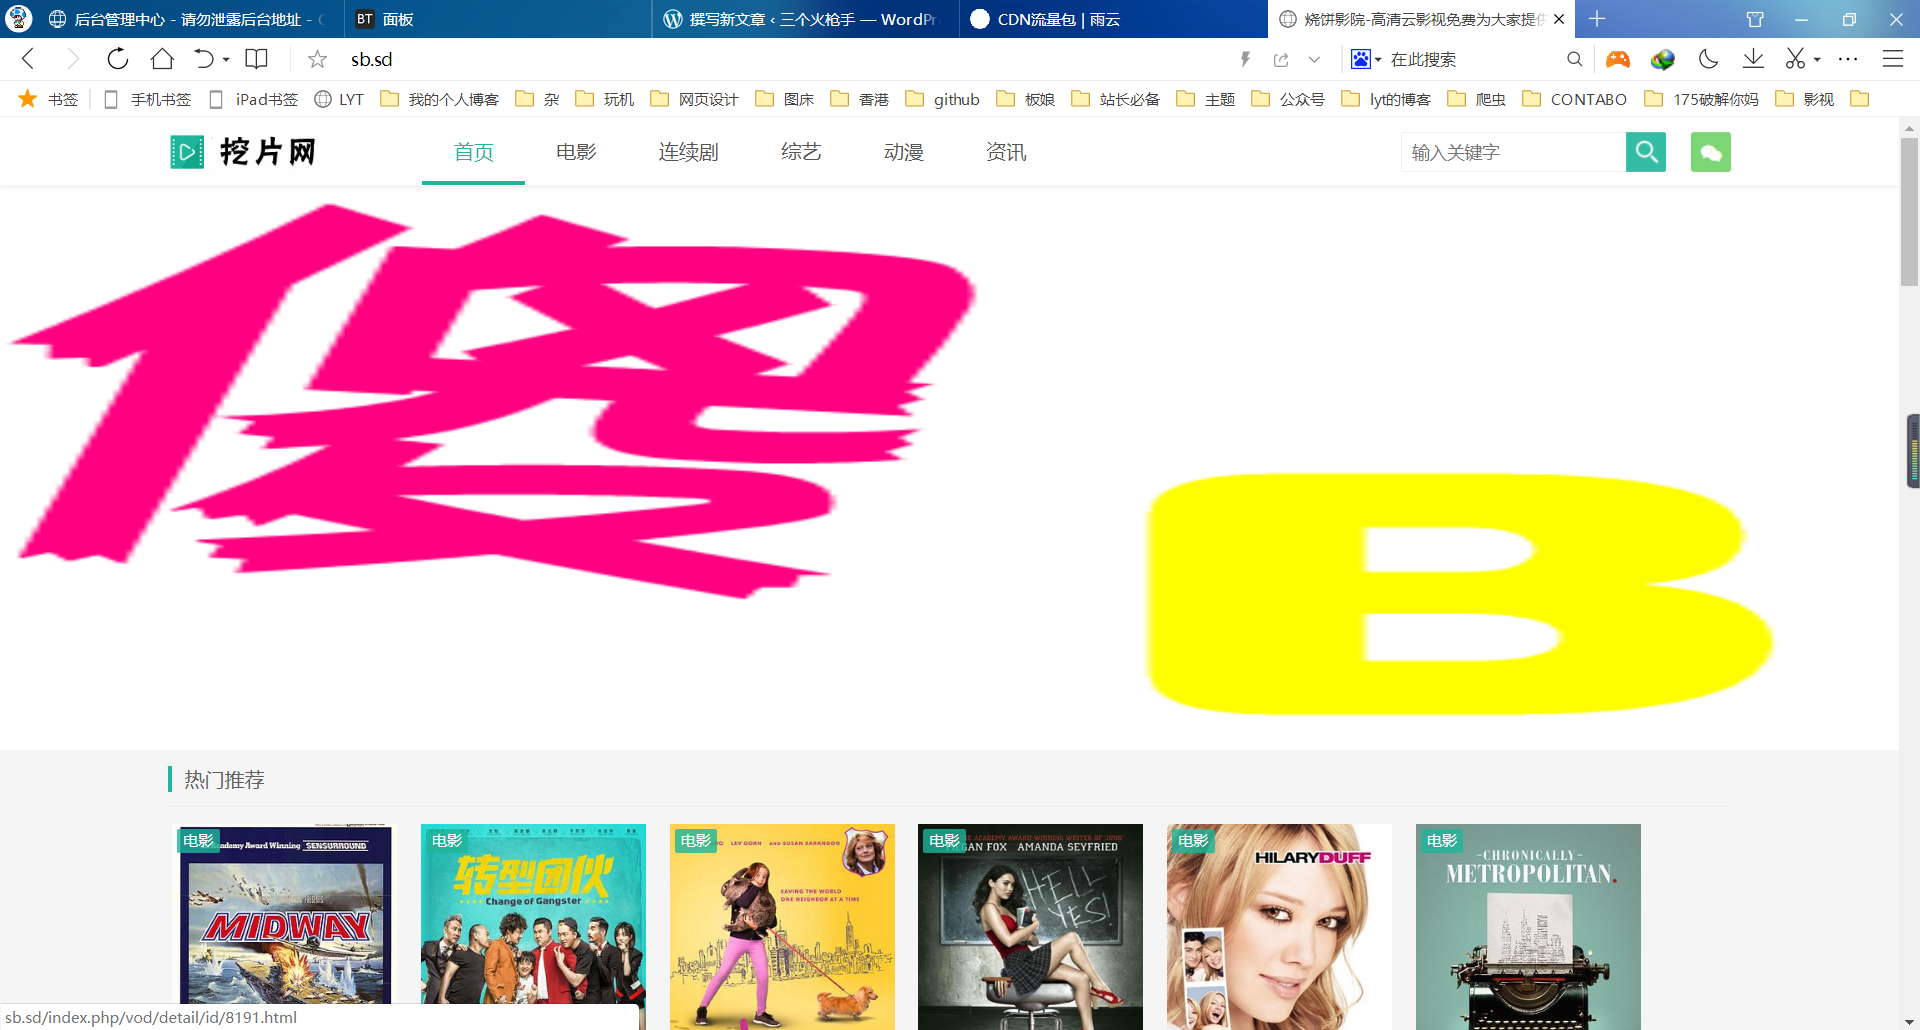 后台管理中心 - 请勿泄露后台地址 -
BT 面板
撰写新文章 ‹ 三个火枪手 — WordPr
CDN流量包 | 雨云
烧饼影院-高清云影视免费为大家提供
sb.sd
在此搜索
书签 手机书签 iPad书签 LYT 我的个人博客 杂 玩机 网页设计 图床 香港 github 板娘 站长必备 主题 公众号 lyt的博客 爬虫 CONTABO 175破解你妈 影视
挖片网 首页 电影 连续剧 综艺 动漫 资讯 输入关键字
傻
B
热门推荐
电影 电影 电影 电影 电影 电影
Academy Award Winning SENSURROUND
MIDWAY
转型团伙
Change of Gangster
LEV GORN AND SUSAN SARANDON
SAVING THE WORLD
ONE NEIGHBOR AT A TIME
ACADEMY AWARD-WINNING WRITER OF "JUNO"
MEGAN FOX AMANDA SEYFRIED
HELL YES!
HILARYDUFF
-CHRONICALLY-
METROPOLITAN.
sb.sd/index.php/vod/detail/id/8191.html